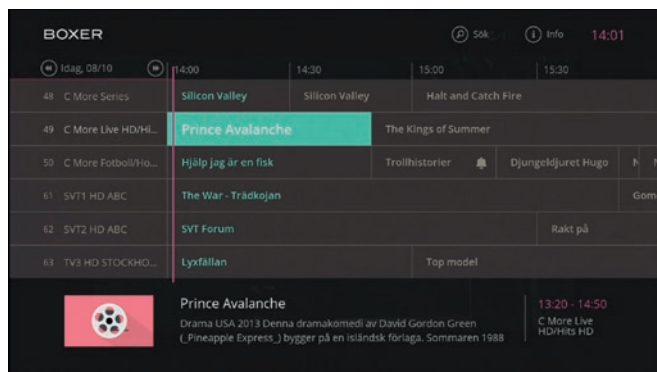 BOXER
Sök
Info
14:01
Idag, 08/10
14:00
14:30
15:00
15:30
48 C More Series
Silicon Valley
Silicon Valley
Halt and Catch Fire
49 C More Live HD/Hi...
Prince Avalanche
The Kings of Summer
50 C More Fotboll/Ho...
Hjälp jag är en fisk
Trollhistorier
Djungeldjuret Hugo
N
61 SVT1 HD ABC
The War - Trädkojan
Gom
62 SVT2 HD ABC
SVT Forum
Rakt på
63 TV3 HD STOCKHO...
Lyxfällan
Top model
Prince Avalanche
13:20 - 14:50
Drama USA 2013 Denna dramakomedi av David Gordon Green
(_Pineapple Express_) bygger på en isländsk förlaga. Sommaren 1988
C More Live
HD/Hits HD